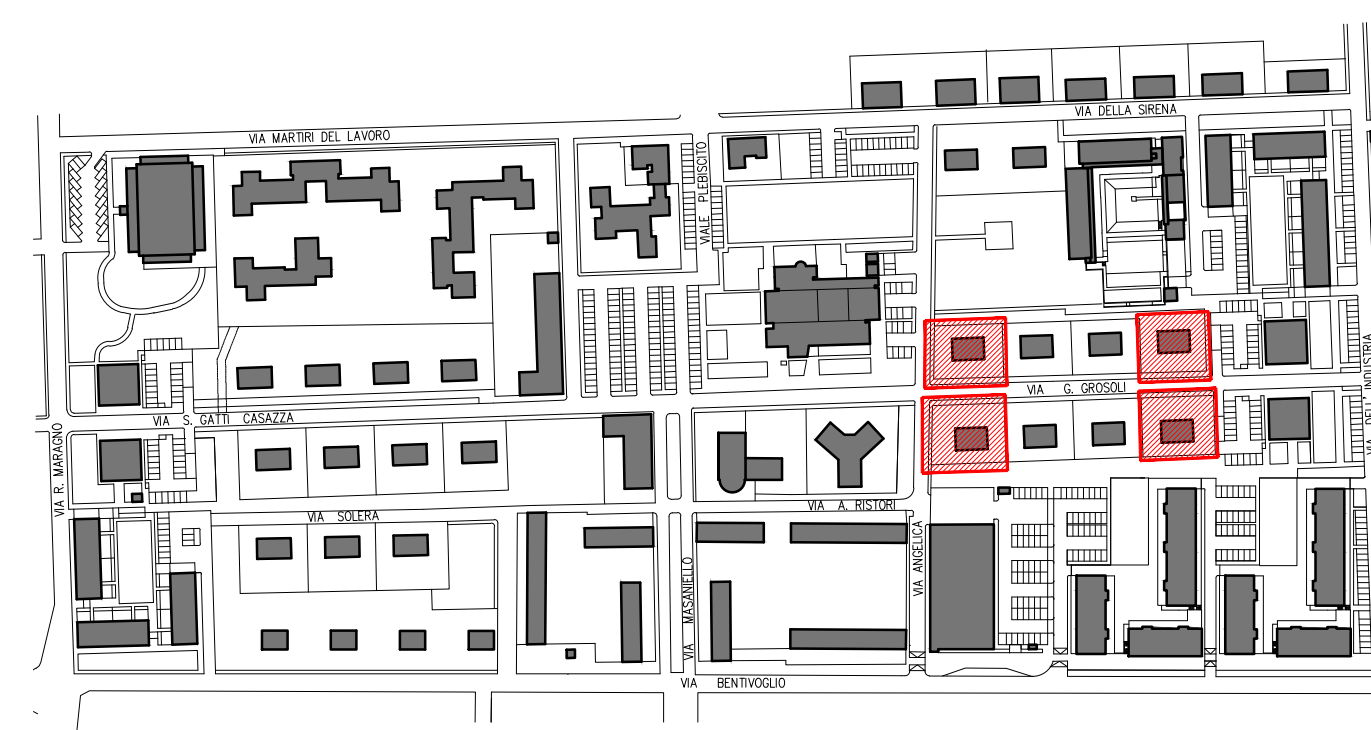 VIA DELLA SIRENA
VIA MARTIRI DEL LAVORO
VIALE PLEBISCITO
VIA G. GROSOLI
VIA DELL' INDUSTRIA
VIA S. GATTI CASAZZA
VIA R. MARAGNO
VIA A. RISTORI
VIA SOLERA
VIA ANGELICA
VIA MASANIELLO
VIA BENTIVOGLIO